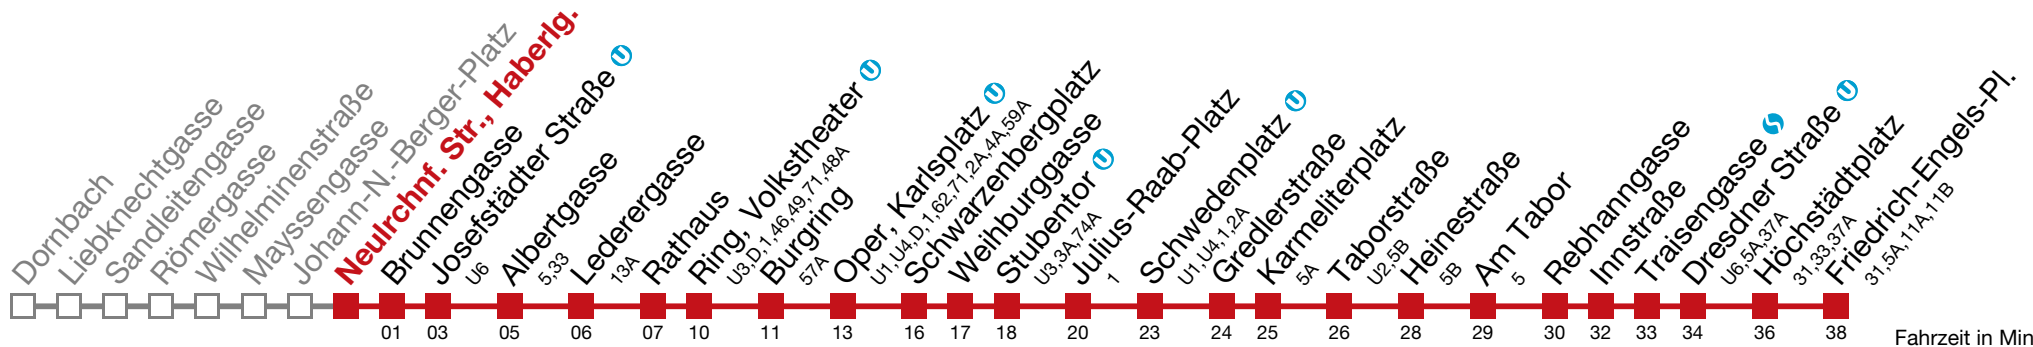 Dornbach
Liebknechtgasse
Sandleitengasse
Römergasse
Wilhelminenstraße
Mayssengasse
Johann-N.-Berger-Platz
Neulrchnf. Str., Haberlg.
Brunnengasse
Josefstädter Straße U
U6
Albertgasse
5,33
Lederergasse
13A
Rathaus
Ring, Volkstheater U
U3,D,1,46,49,71,48A
Burgring
57A
Oper, Karlsplatz U
U1,U4,D,1,62,71,2A,4A,59A
Schwarzenbergplatz
Weihburggasse
Stubentor U
U3,3A,74A
Julius-Raab-Platz
1
Schwedenplatz U
U1,U4,1,2A
Gredlerstraße
Karmeliterplatz
5A
Taborstraße
U2,5B
Heinestraße
5B
Am Tabor
5
Rebhanngasse
Innstraße
Traisengasse S
Dresdner Straße U
U6,5A,37A
Höchstädtplatz
31,33,37A
Friedrich-Engels-Pl.
31,5A,11A,11B
01 03 05 06 07 10 11 13 16 17 18 20 23 24 25 26 28 29 30 32 33 34 36 38
Fahrzeit in Min